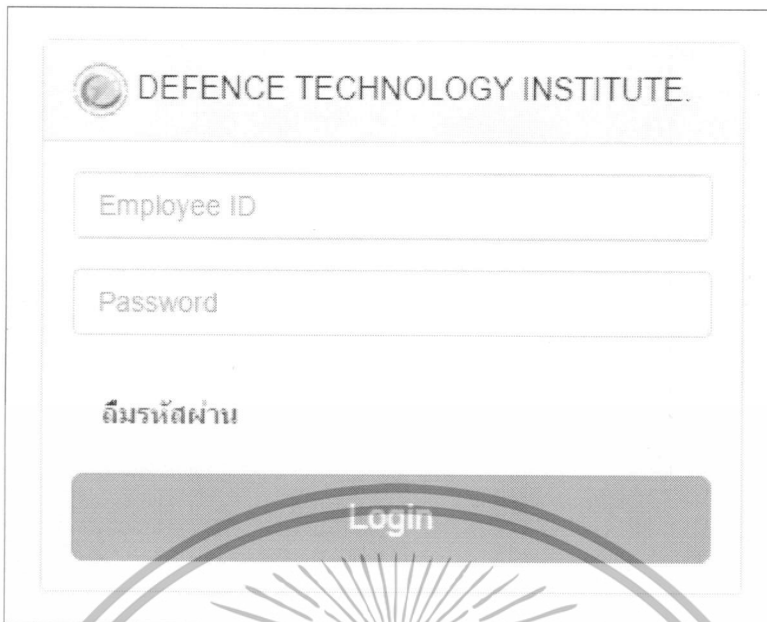 DEFENCE TECHNOLOGY INSTITUTE.
Employee ID
Password
ลืมรหัสผ่าน
Login